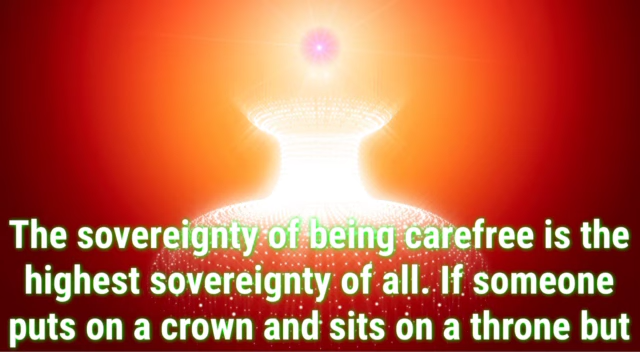 The sovereignty of being carefree is the
highest sovereignty of all. If someone
puts on a crown and sits on a throne but